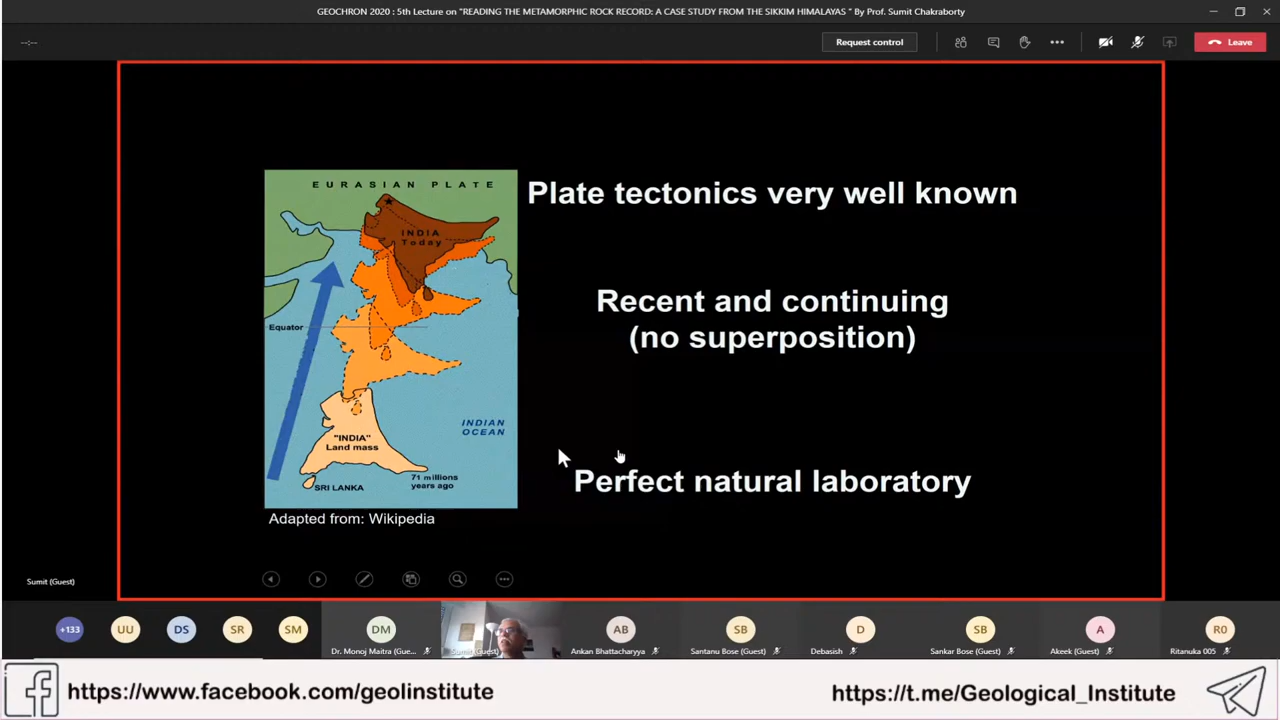 GEOCHRON 2020 : 5th Lecture on "READING THE METAMORPHIC ROCK RECORD: A CASE STUDY FROM THE SIKKIM HIMALAYAS " By Prof. Sumit Chakraborty
--:--
Request control
Leave
EURASIAN PLATE
INDIA
Today
Equator
"INDIA"
Land mass
INDIAN
OCEAN
71 millions
years ago
SRI LANKA
Adapted from: Wikipedia
Plate tectonics very well known
Recent and continuing
(no superposition)
Perfect natural laboratory
Sumit (Guest)
+133
UU
DS
SR
SM
DM
AB
SB
D
SB
A
R0
Dr. Monoj Maitra (Gue...
Sumit (Guest)
Ankan Bhattacharyya
Santanu Bose (Guest)
Debasish
Sankar Bose (Guest)
Akeek (Guest)
Ritanuka 005
https://www.facebook.com/geolinstitute
https://t.me/Geological_Institute